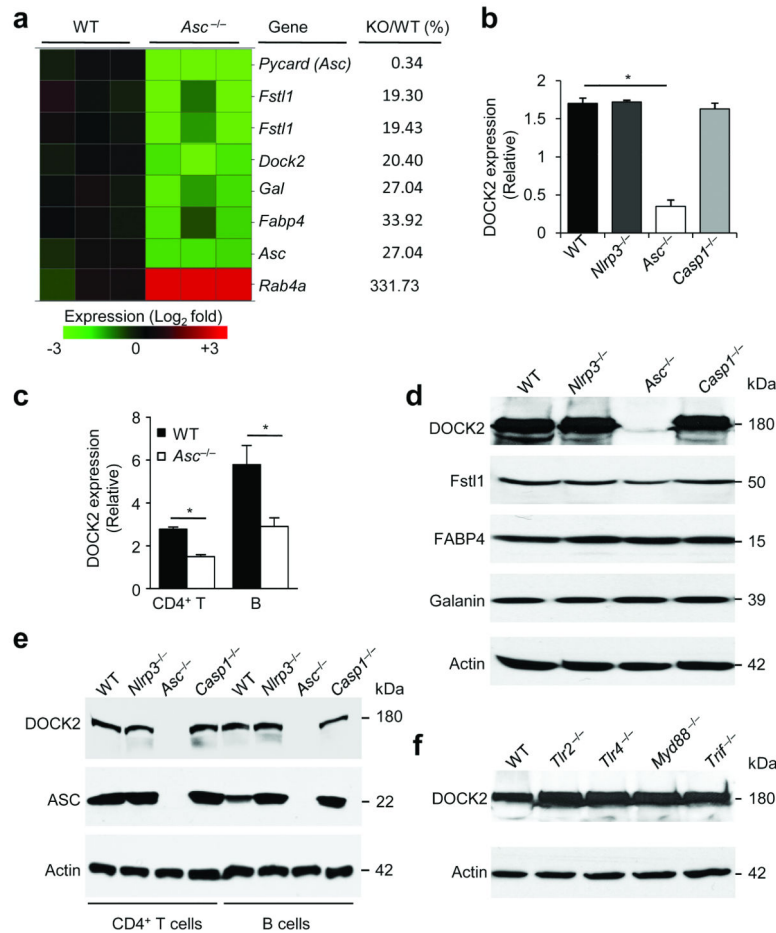 a
WT Asc–/– Gene KO/WT (%)
Pycard (Asc) 0.34
Fstl1 19.30
Fstl1 19.43
Dock2 20.40
Gal 27.04
Fabp4 33.92
Asc 27.04
Rab4a 331.73
Expression (Log2 fold)
-3 0 +3
b
DOCK2 expression
(Relative)
2
1.5
1
0.5
0
*
WT Nlrp3–/– Asc–/– Casp1–/–
c
DOCK2 expression
(Relative)
8
6
4
2
0
WT
Asc–/–
* *
CD4+ T B
d
WT Nlrp3–/– Asc–/– Casp1–/– kDa
DOCK2 180
Fstl1 50
FABP4 15
Galanin 39
Actin 42
e
WT Nlrp3–/– Asc–/– Casp1–/– WT Nlrp3–/– Asc–/– Casp1–/–
kDa
DOCK2 180
ASC 22
Actin 42
CD4+ T cells B cells
f
WT Tlr2–/– Tlr4–/– Myd88–/– Trif–/– kDa
DOCK2 180
Actin 42